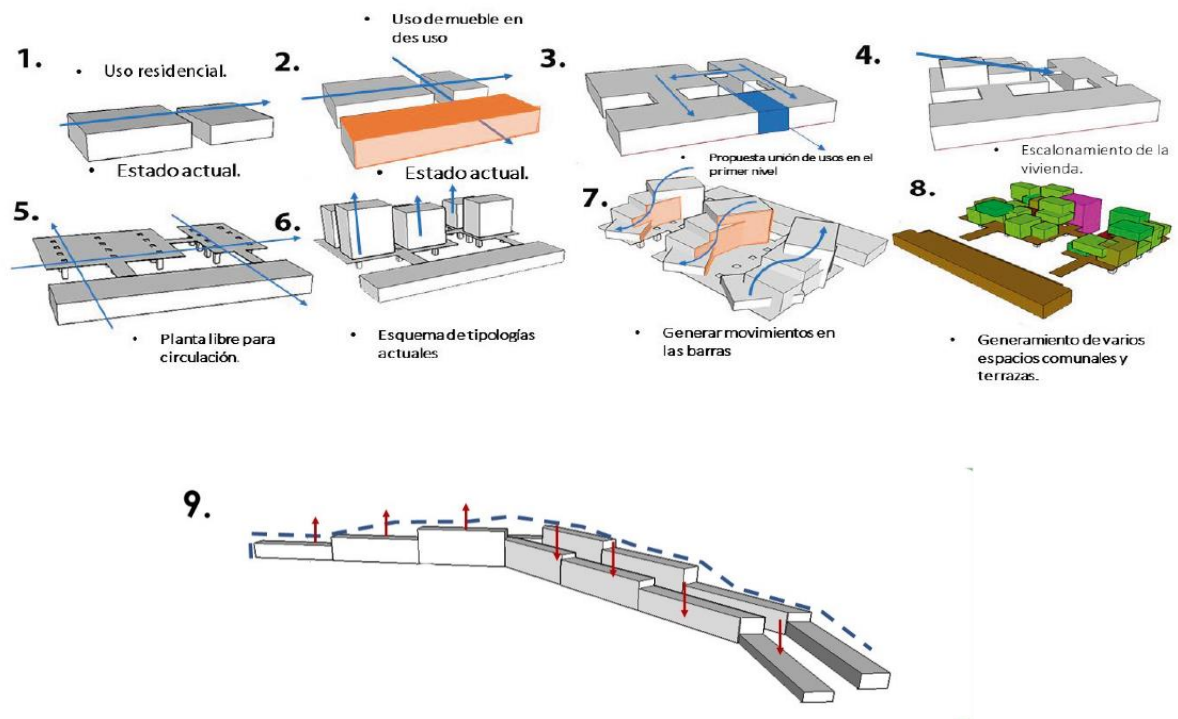 1.
• Uso residencial.
• Estado actual.
2.
• Uso de mueble en
des uso
• Estado actual.
3.
• Propuesta unión de usos en el
primer nivel
4.
• Escalonamiento de la
vivienda.
5.
• Planta libre para
circulación.
6.
• Esquema de tipologías
actuales
7.
• Generar movimientos en
las barras
8.
• Generamiento de varios
espacios comunales y
terrazas.
9.